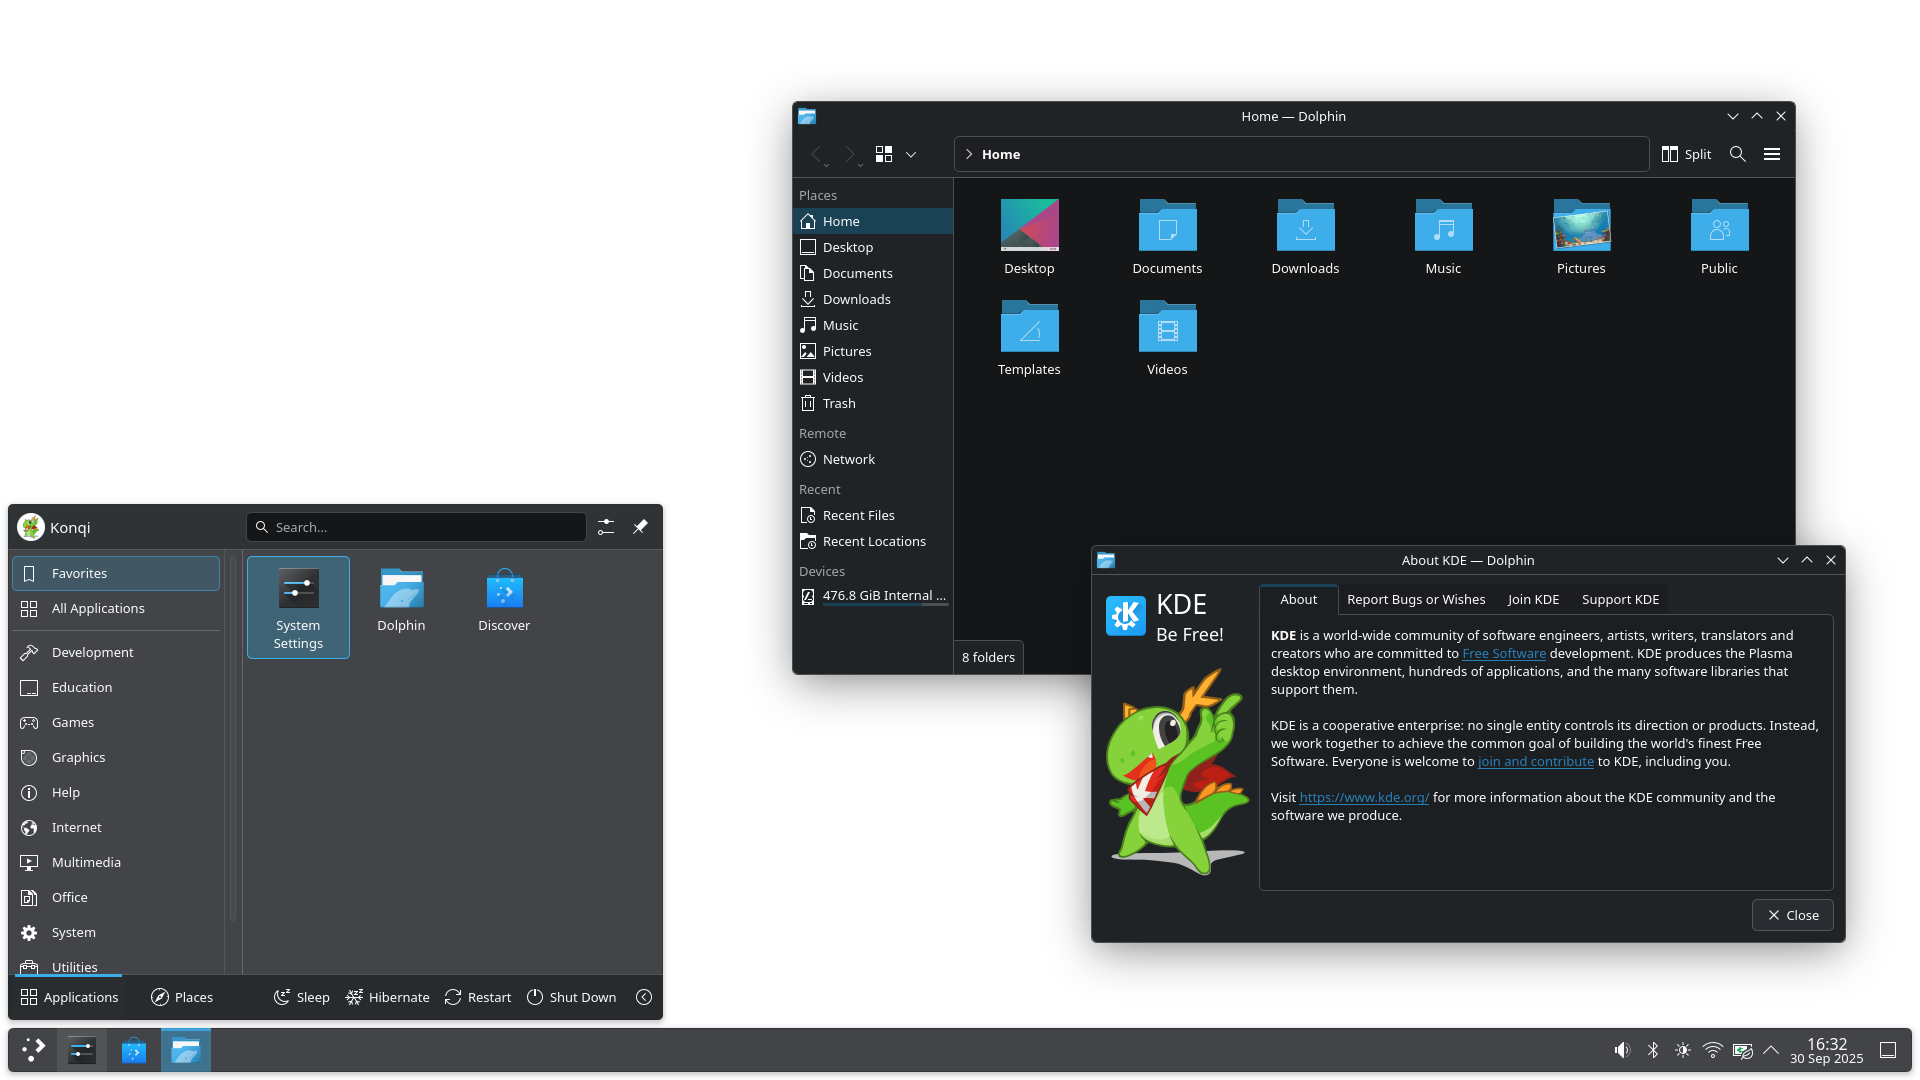 Home — Dolphin
Home
Split
Places
Home
Desktop
Documents
Downloads
Music
Pictures
Videos
Trash
Remote
Network
Recent
Recent Files
Recent Locations
Devices
476.8 GiB Internal ...
Desktop
Documents
Downloads
Music
Pictures
Public
Templates
Videos
8 folders
About KDE — Dolphin
KDE
Be Free!
About
Report Bugs or Wishes
Join KDE
Support KDE
KDE is a world-wide community of software engineers, artists, writers, translators and
creators who are committed to Free Software development. KDE produces the Plasma
desktop environment, hundreds of applications, and the many software libraries that
support them.
KDE is a cooperative enterprise: no single entity controls its direction or products. Instead,
we work together to achieve the common goal of building the world's finest Free
Software. Everyone is welcome to join and contribute to KDE, including you.
Visit https://www.kde.org/ for more information about the KDE community and the
software we produce.
Close
Konqi
Search...
Favorites
All Applications
Development
Education
Games
Graphics
Help
Internet
Multimedia
Office
System
Utilities
System
Settings
Dolphin
Discover
Applications
Places
Sleep
Hibernate
Restart
Shut Down
16:32
30 Sep 2025